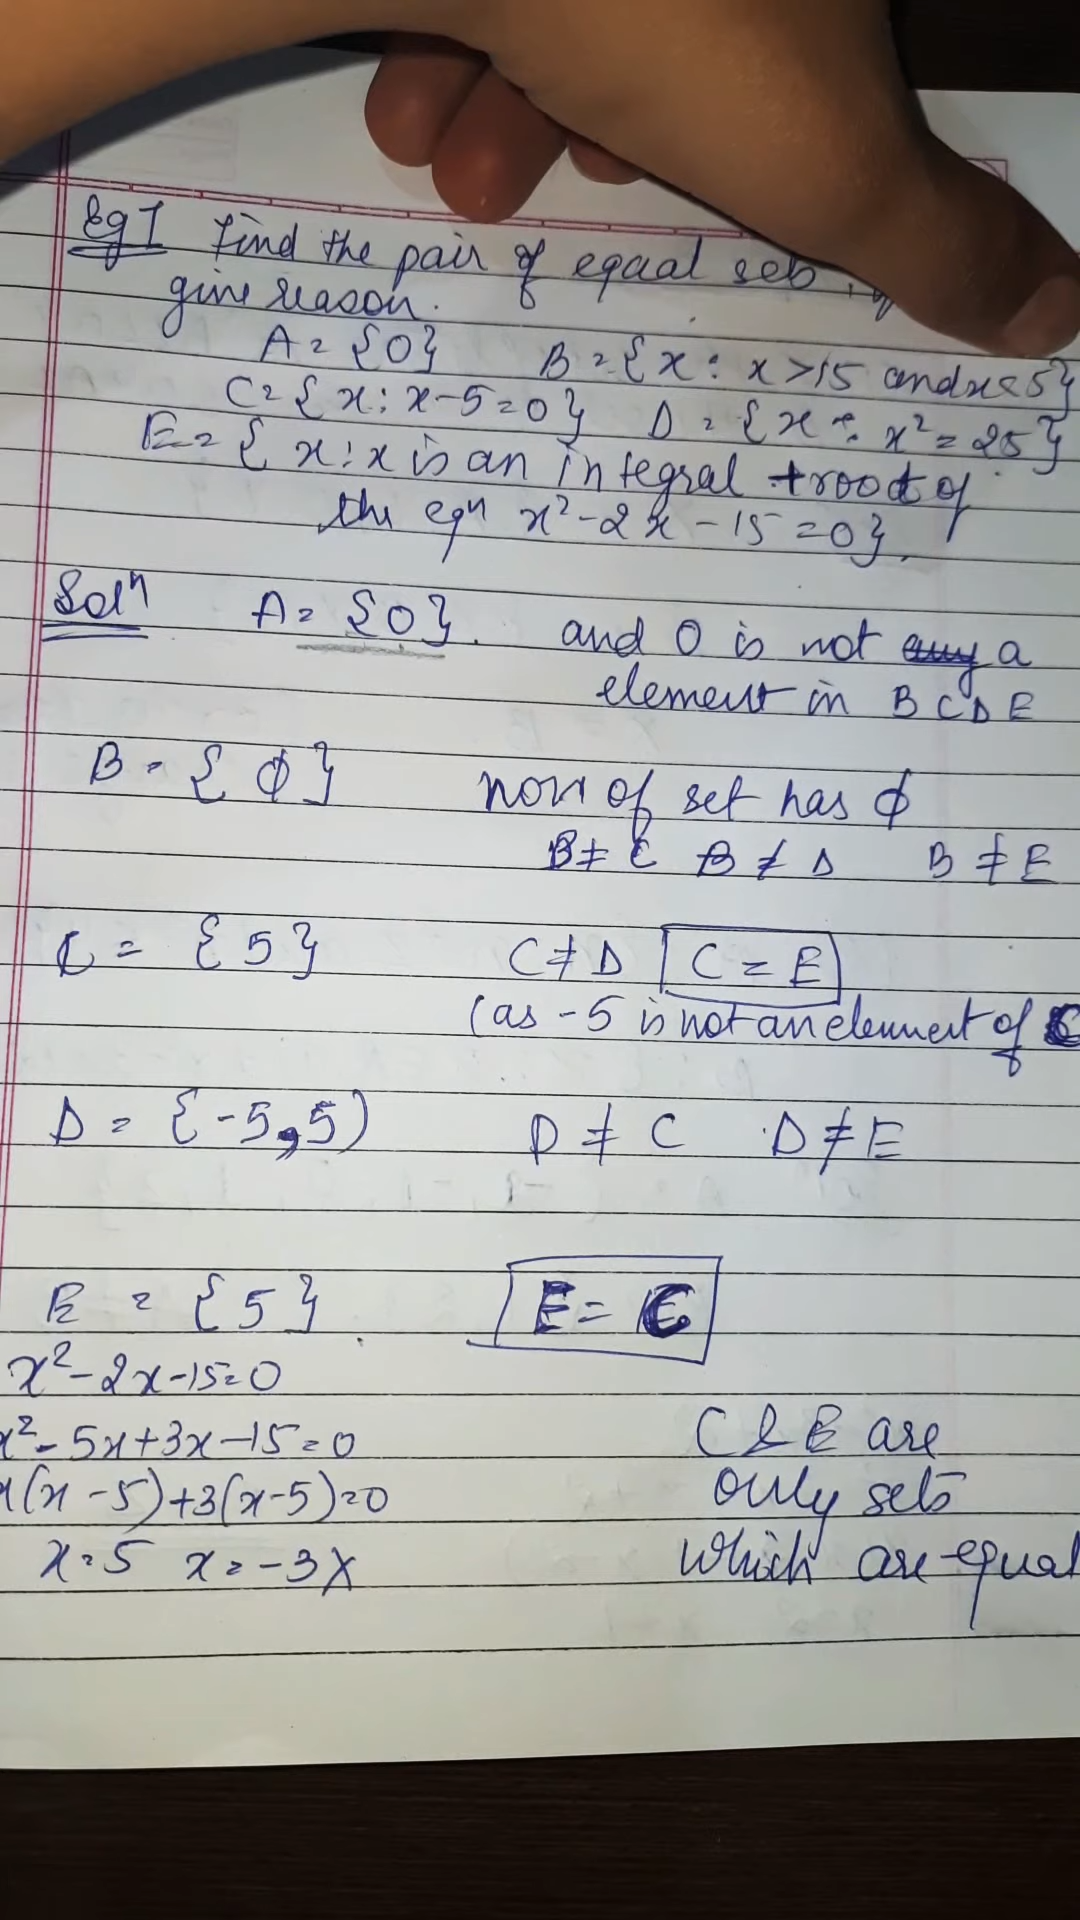 Eg I Find the pair of equal sets, if
give reason.
A = {0} B = {x : x > 15 and x < 5}
C = {x : x - 5 = 0} D = {x : x² = 25}
E = {x : x is an integral +root of
the eqⁿ x² - 2x - 15 = 0}.
Solⁿ A = {0}. and 0 is not a
element in B C D E
B = {ϕ} non of set has ϕ
B ≠ C B ≠ D B ≠ E
C = {5} C ≠ D C = E
(as -5 is not an element of C
D = {-5, 5) D ≠ C D ≠ E
E = {5} E = C
x² - 2x - 15 = 0
x² - 5x + 3x - 15 = 0
x(x - 5) + 3(x - 5) = 0
x = 5 x = -3 X
C & E are
only sets
which are equal